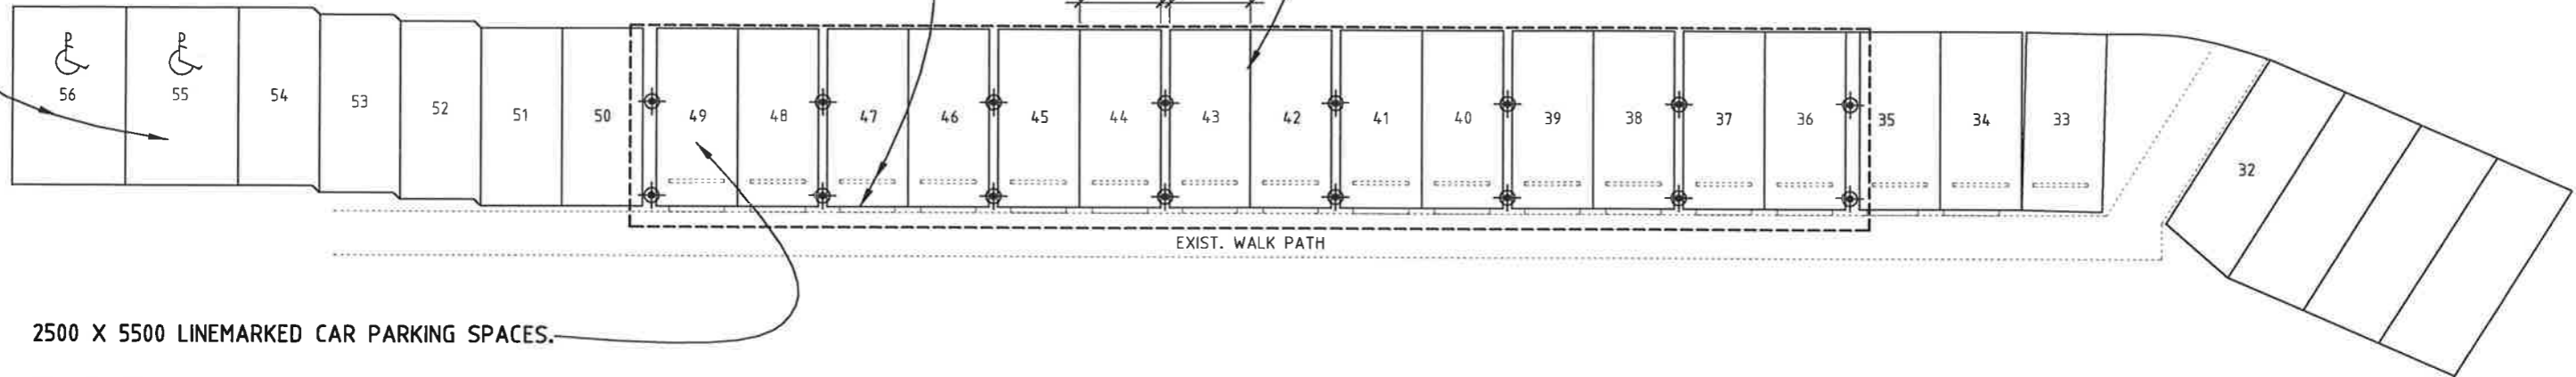 P P
56 55 54 53 52 51 50 49 48 47 46 45 44 43 42 41 40 39 38 37 36 35 34 33 32
EXIST. WALK PATH
2500 X 5500 LINEMARKED CAR PARKING SPACES.